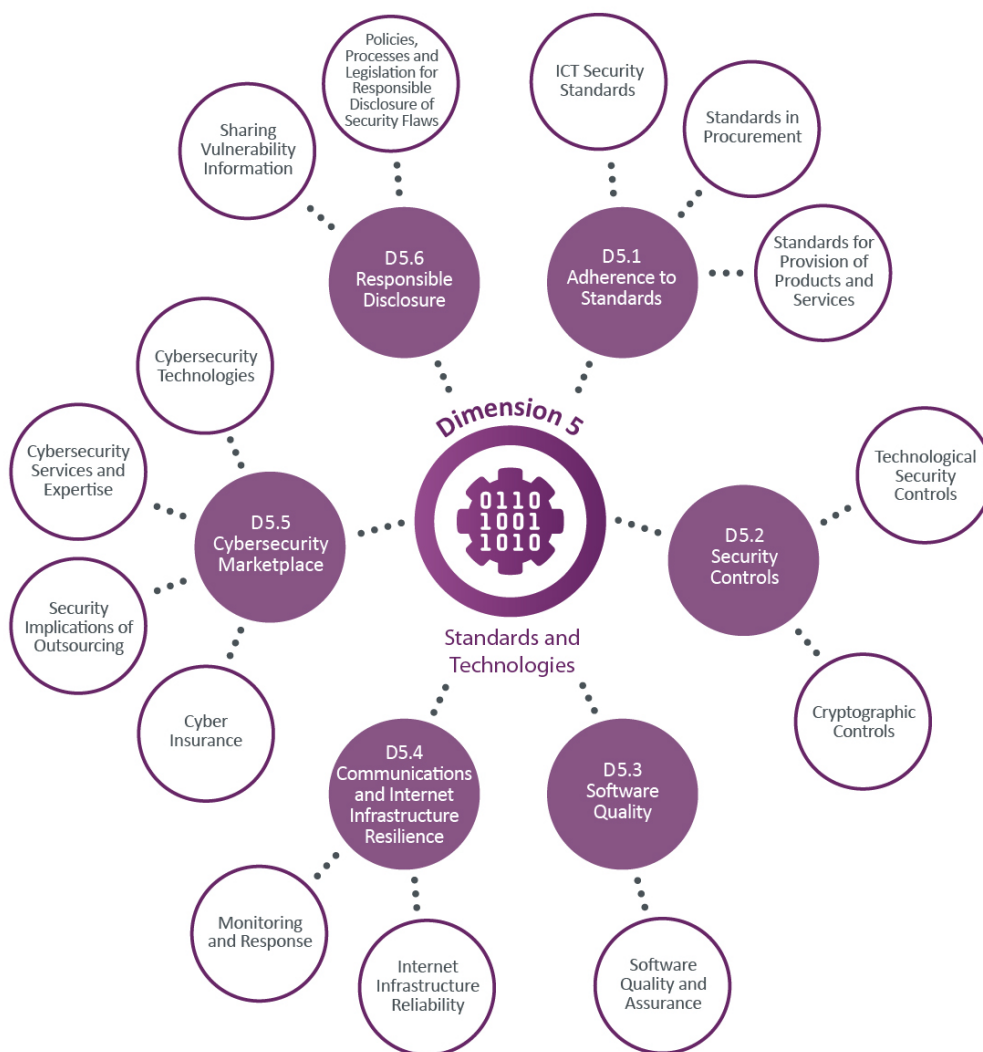 Policies,
Processes and
Legislation for
Responsible
Disclosure of
Security Flaws
Sharing
Vulnerability
Information
D5.6
Responsible
Disclosure
ICT Security
Standards
Standards in
Procurement
Standards for
Provision of
Products and
Services
D5.1
Adherence to
Standards
Cybersecurity
Technologies
Cybersecurity
Services and
Expertise
Security
Implications of
Outsourcing
Cyber
Insurance
D5.5
Cybersecurity
Marketplace
Dimension 5
0110
1001
1010
Standards and
Technologies
Technological
Security
Controls
D5.2
Security
Controls
Cryptographic
Controls
D5.4
Communications
and Internet
Infrastructure
Resilience
Monitoring
and Response
Internet
Infrastructure
Reliability
D5.3
Software
Quality
Software
Quality and
Assurance